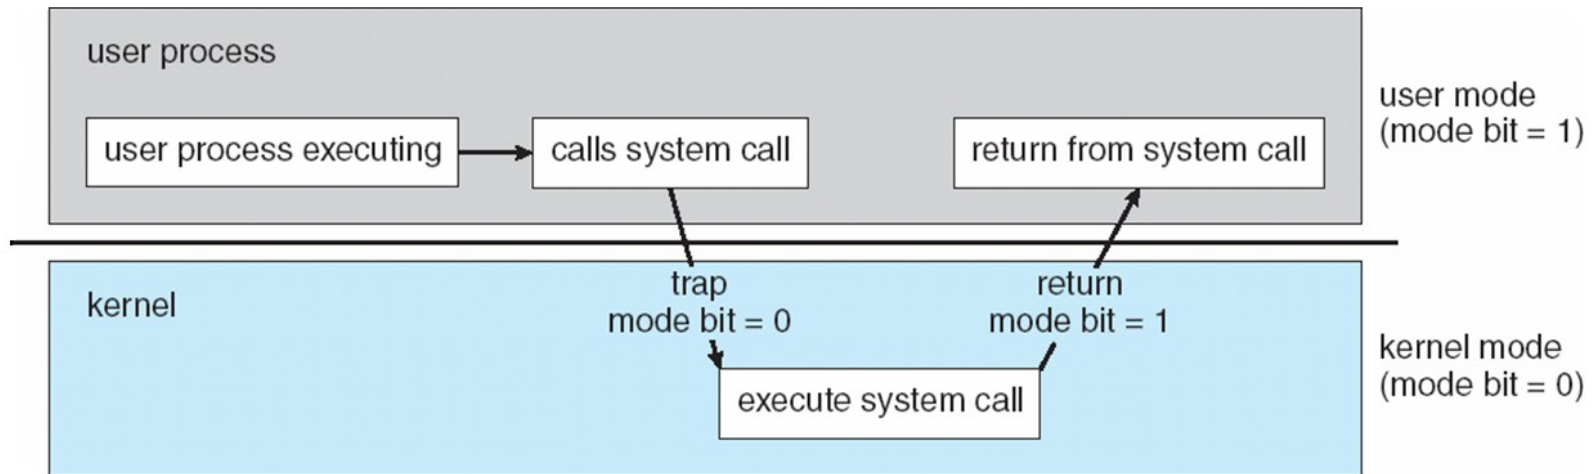 user process
user process executing
calls system call
return from system call
user mode
(mode bit = 1)
kernel
trap
mode bit = 0
return
mode bit = 1
execute system call
kernel mode
(mode bit = 0)